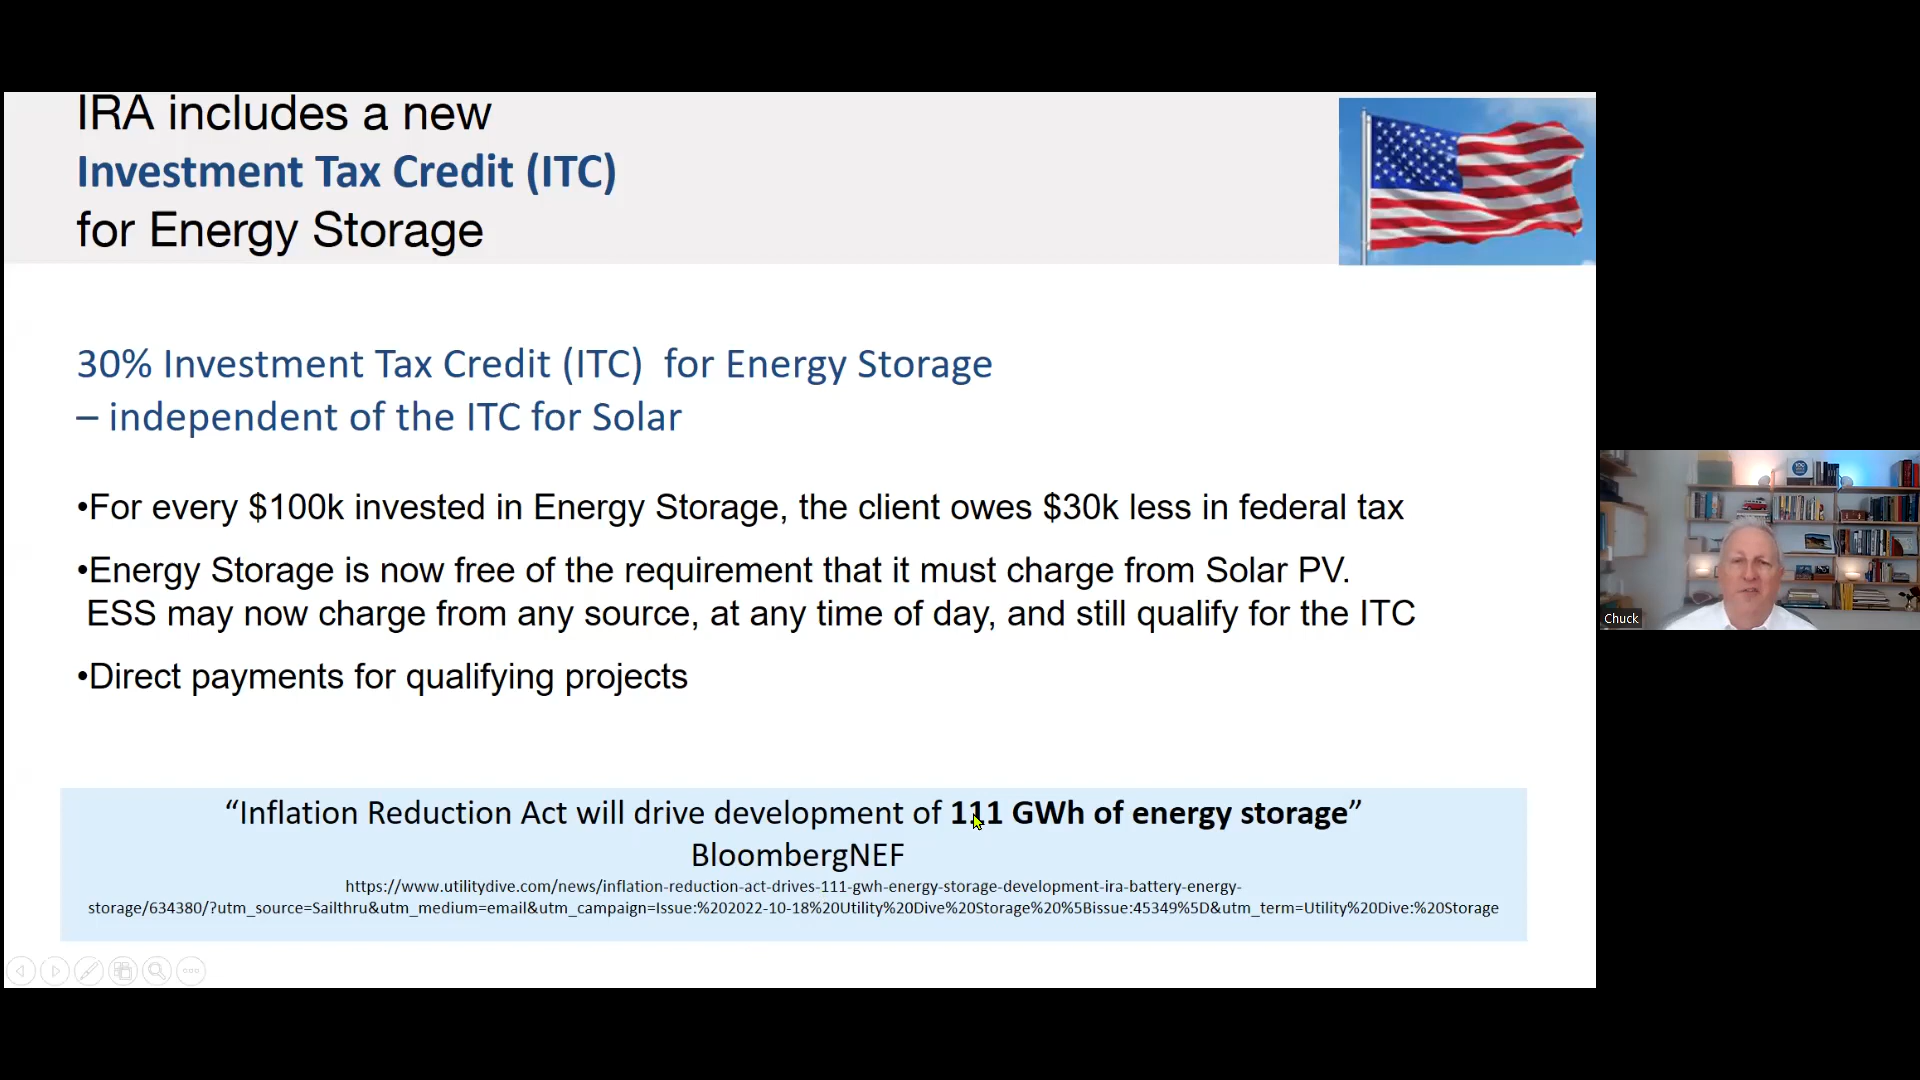 IRA includes a new
Investment Tax Credit (ITC)
for Energy Storage
30% Investment Tax Credit (ITC)  for Energy Storage
– independent of the ITC for Solar
•For every $100k invested in Energy Storage, the client owes $30k less in federal tax
•Energy Storage is now free of the requirement that it must charge from Solar PV.
ESS may now charge from any source, at any time of day, and still qualify for the ITC
•Direct payments for qualifying projects
“Inflation Reduction Act will drive development of 111 GWh of energy storage”
BloombergNEF
https://www.utilitydive.com/news/inflation-reduction-act-drives-111-gwh-energy-storage-development-ira-battery-energy-
storage/634380/?utm_source=Sailthru&utm_medium=email&utm_campaign=Issue:%202022-10-18%20Utility%20Dive%20Storage%20%5Bissue:45349%5D&utm_term=Utility%20Dive:%20Storage
Chuck